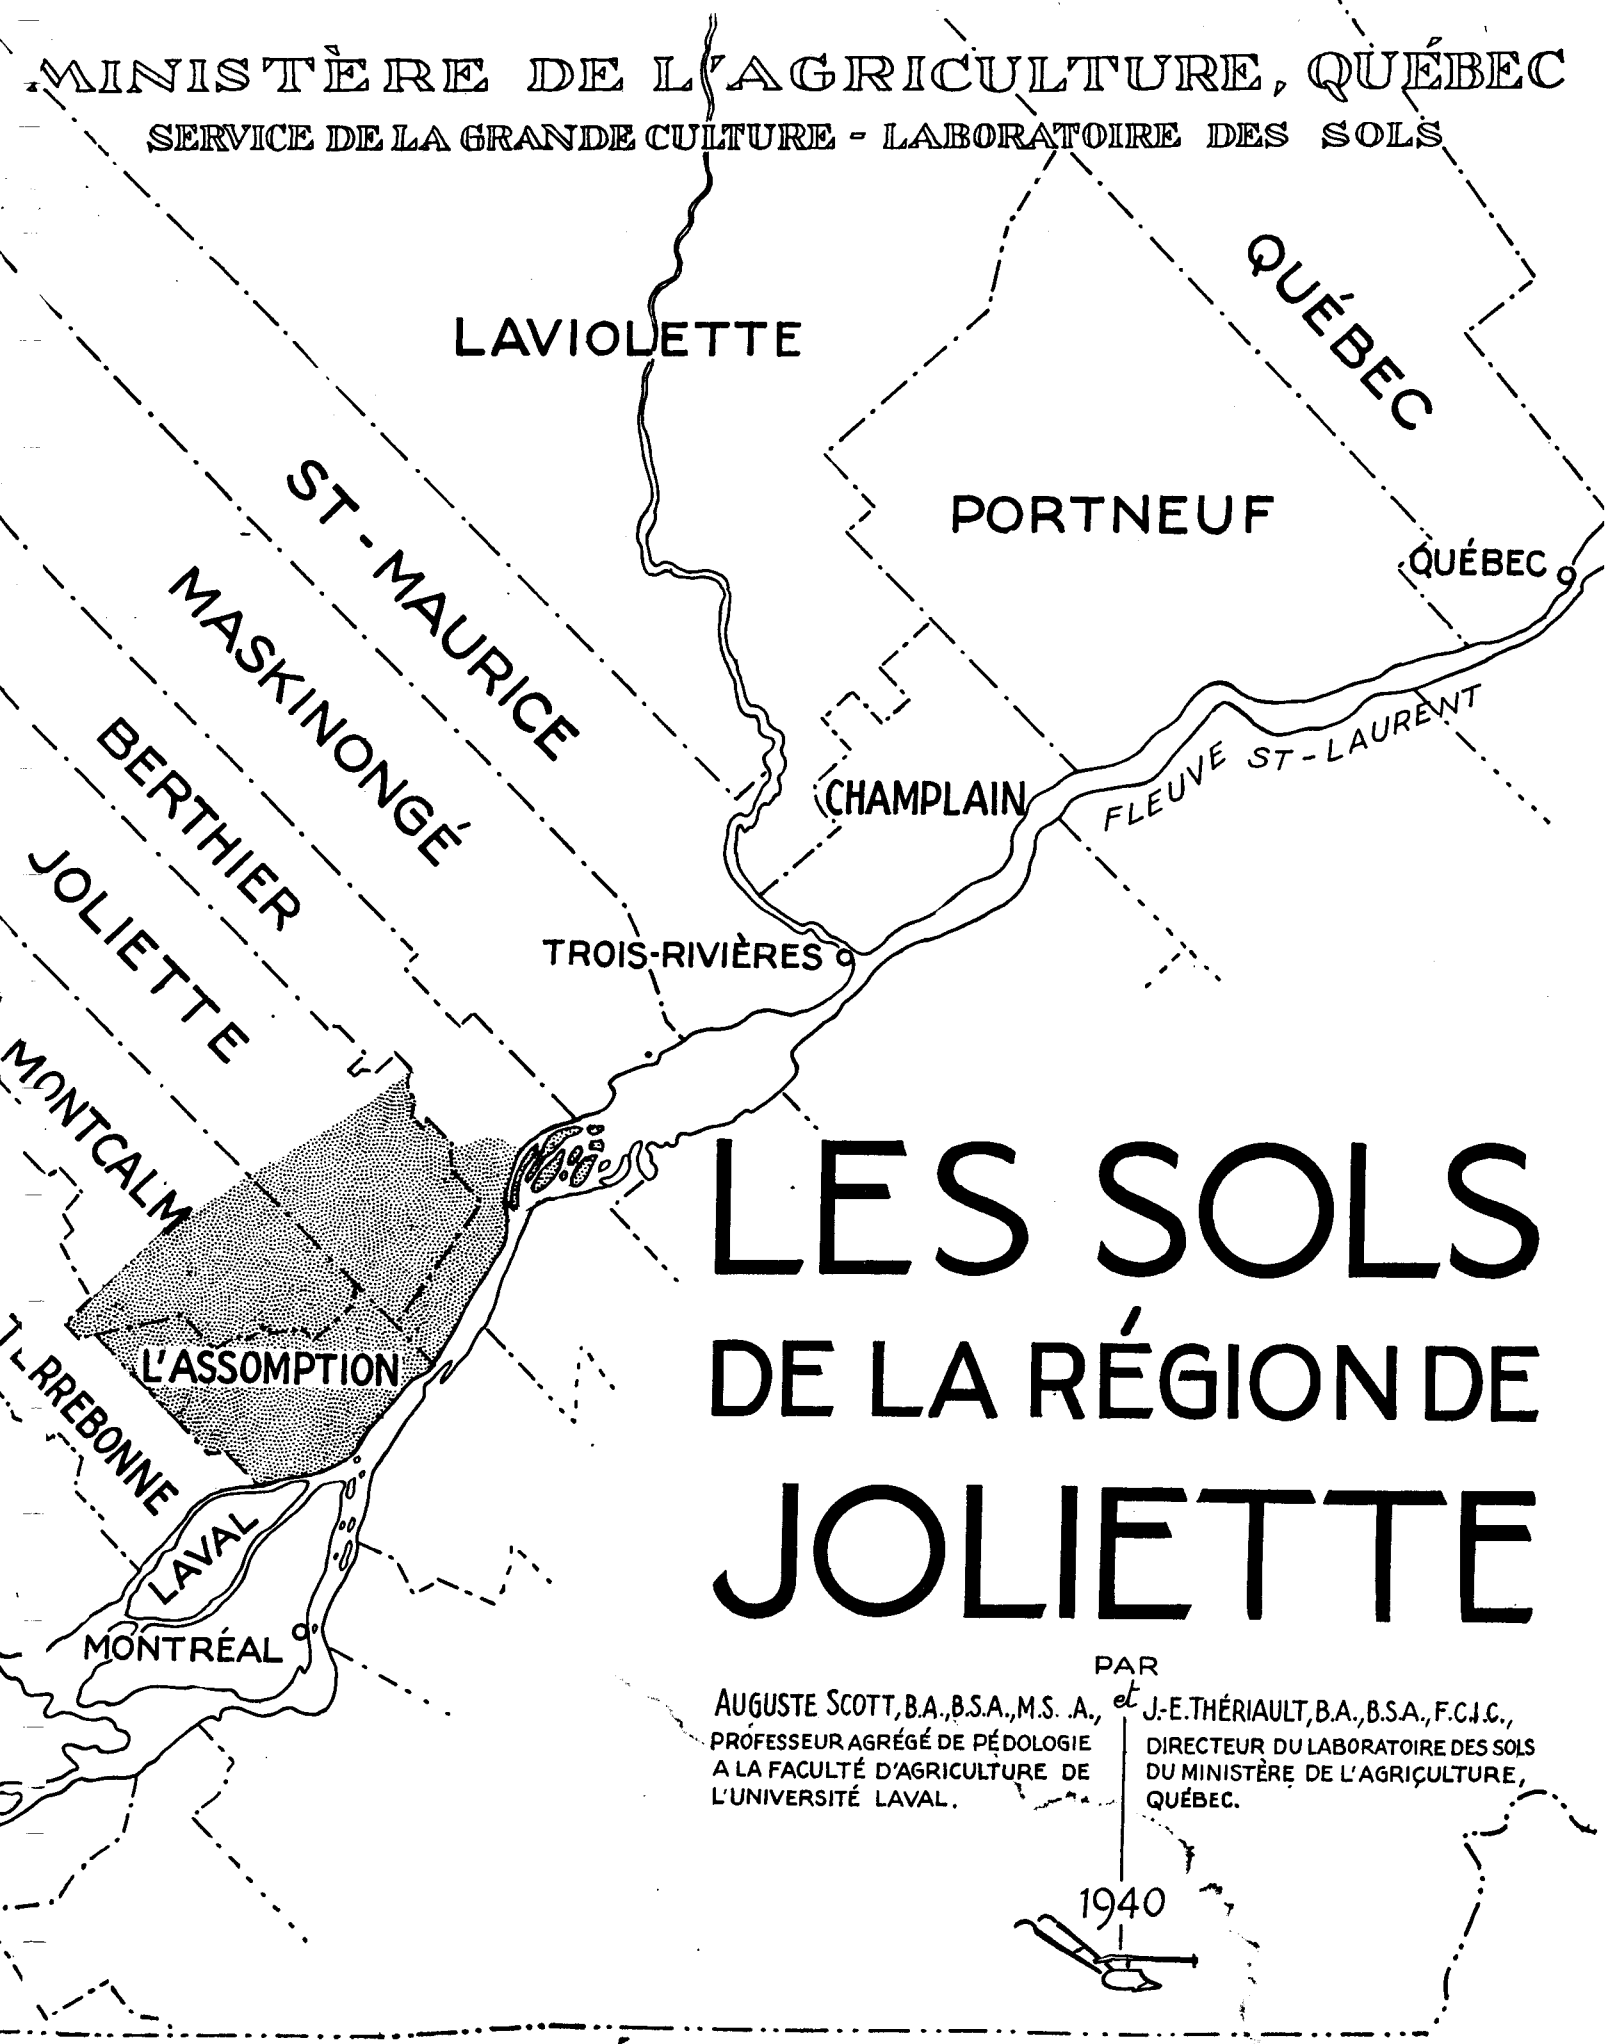 MINISTÈRE DE L'AGRICULTURE, QUÉBEC
SERVICE DE LA GRANDE CULTURE - LABORATOIRE DES SOLS
QUÉBEC
LAVIOLETTE
ST-MAURICE
PORTNEUF
QUÉBEC
MASKINONGÉ
FLEUVE ST-LAURENT
BERTHIER
CHAMPLAIN
JOLIETTE
TROIS-RIVIÈRES
MONTCALM
LES SOLS
DE LA RÉGION DE
JOLIETTE
L'ASSOMPTION
TERREBONNE
LAVAL
MONTRÉAL
PAR
AUGUSTE SCOTT, B.A., B.S.A., M.S. .A.,
PROFESSEUR AGRÉGÉ DE PÉDOLOGIE
A LA FACULTÉ D'AGRICULTURE DE
L'UNIVERSITÉ LAVAL.
et
J.-E. THÉRIAULT, B.A., B.S.A., F.C.I.C.,
DIRECTEUR DU LABORATOIRE DES SOLS
DU MINISTÈRE DE L'AGRICULTURE,
QUÉBEC.
1940